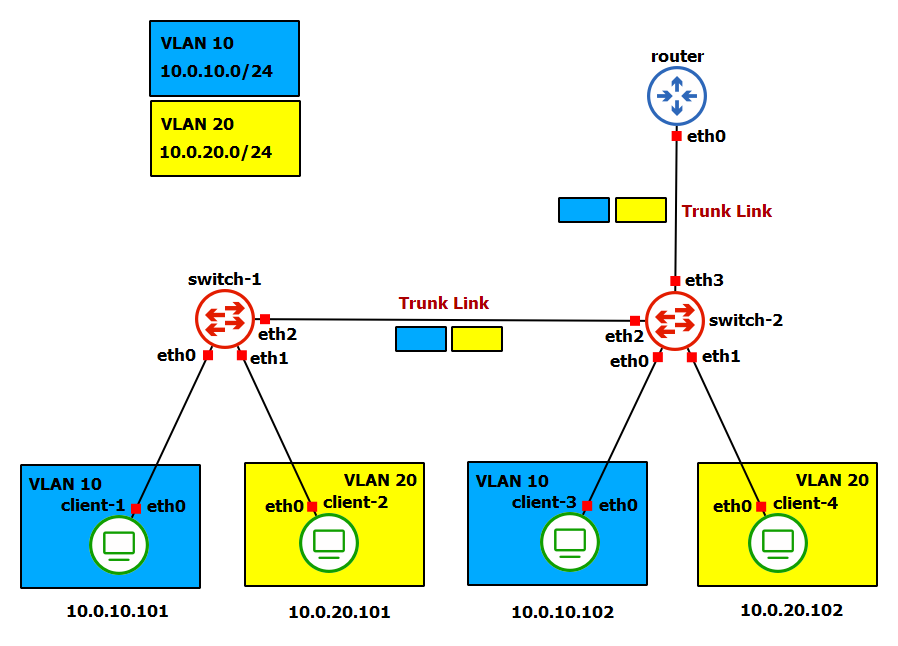 VLAN 10
10.0.10.0/24
VLAN 20
10.0.20.0/24
router
eth0
Trunk Link
eth3
switch-1
Trunk Link
switch-2
eth2
eth2
eth0
eth1
eth0
eth1
VLAN 10
client-1
eth0
VLAN 20
eth0
client-2
VLAN 10
client-3
eth0
VLAN 20
eth0
client-4
10.0.10.101
10.0.20.101
10.0.10.102
10.0.20.102